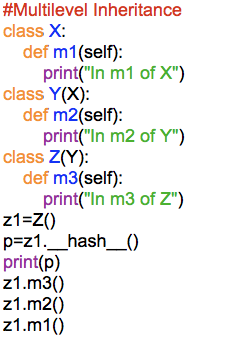 #Multilevel Inheritance
class X:
    def m1(self):
        print("In m1 of X")
class Y(X):
    def m2(self):
        print("In m2 of Y")
class Z(Y):
    def m3(self):
        print("In m3 of Z")
z1=Z()
p=z1.__hash__()
print(p)
z1.m3()
z1.m2()
z1.m1()